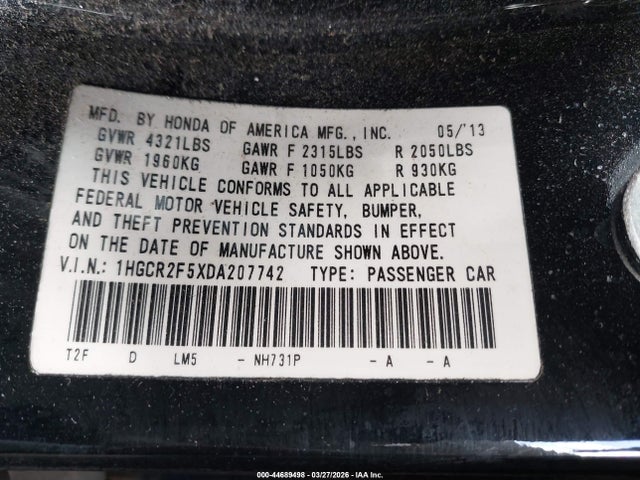 MFD. BY HONDA OF AMERICA MFG., INC. 05/'13
GVWR 4321LBS GAWR F 2315LBS R 2050LBS
GVWR 1960KG GAWR F 1050KG R 930KG
THIS VEHICLE CONFORMS TO ALL APPLICABLE
FEDERAL MOTOR VEHICLE SAFETY, BUMPER,
AND THEFT PREVENTION STANDARDS IN EFFECT
ON THE DATE OF MANUFACTURE SHOWN ABOVE.
V.I.N.: 1HGCR2F5XDA207742 TYPE: PASSENGER CAR
T2F D LM5 - NH731P - A - A
000-44689498 - 03/27/2026 - IAA Inc.